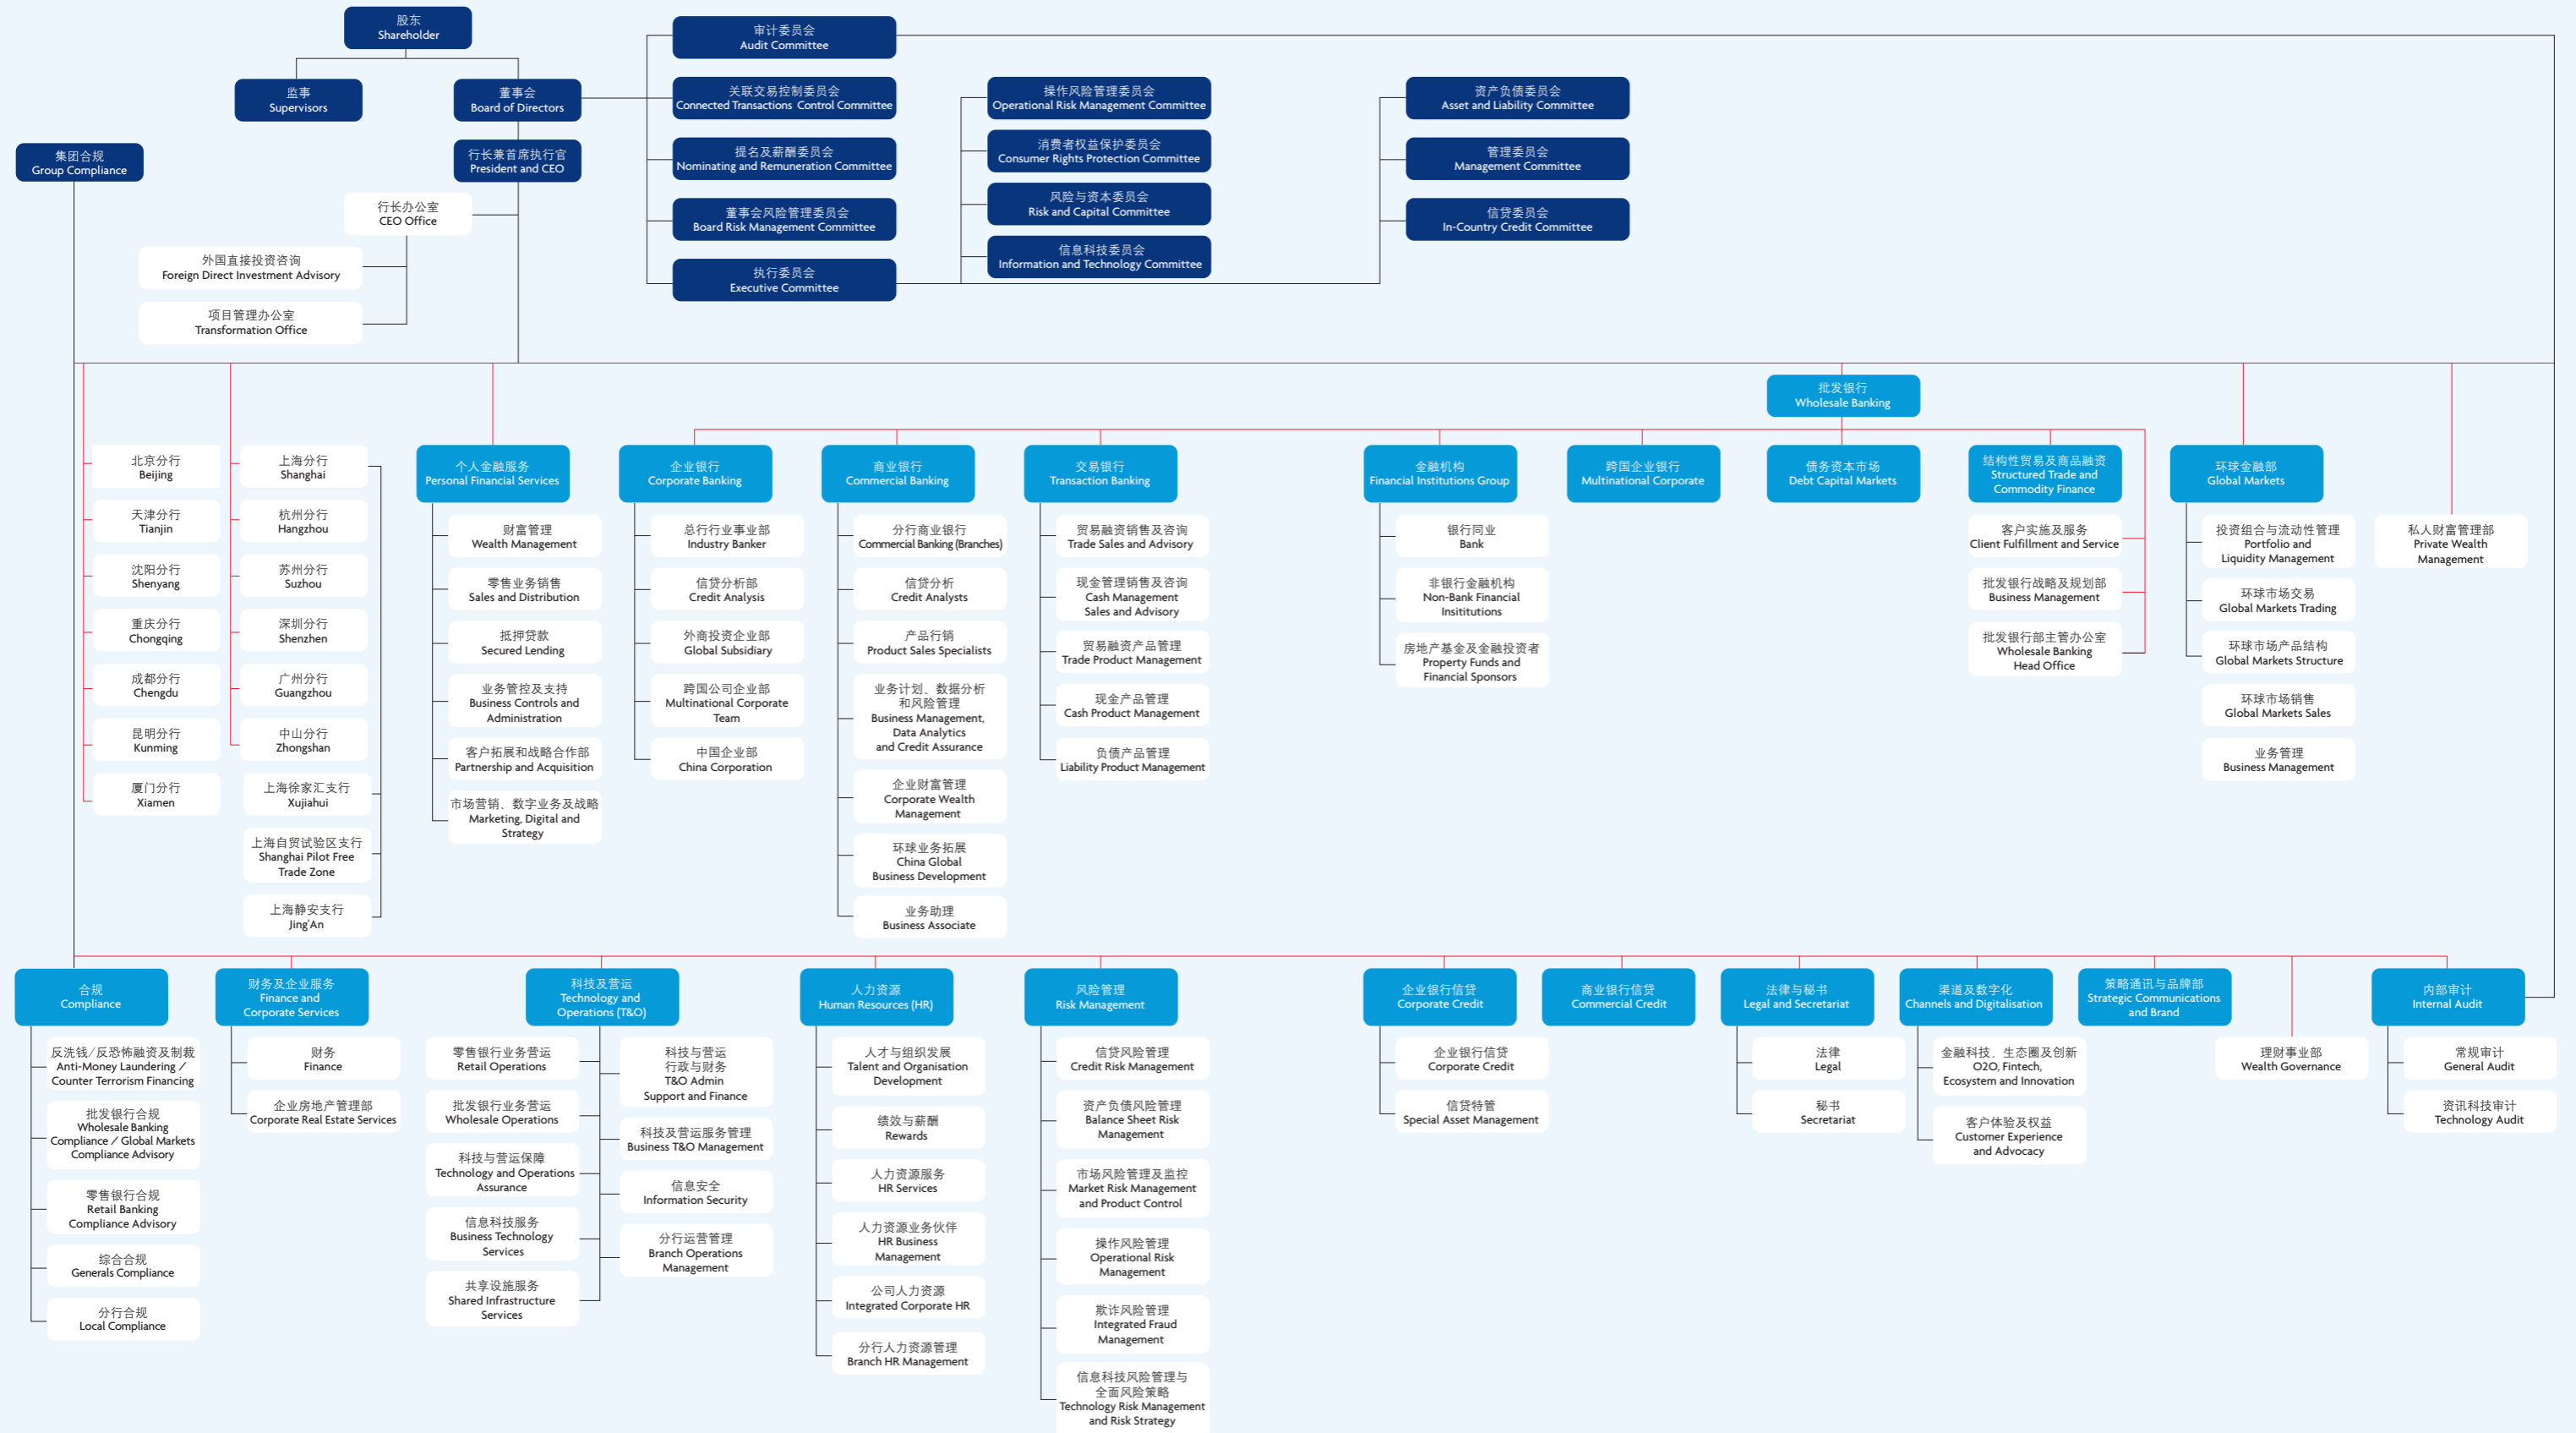 股东
Shareholder
监事
Supervisors
董事会
Board of Directors
集团合规
Group Compliance
行长兼首席执行官
President and CEO
行长办公室
CEO Office
外国直接投资咨询
Foreign Direct Investment Advisory
项目管理办公室
Transformation Office
审计委员会
Audit Committee
关联交易控制委员会
Connected Transactions Control Committee
提名及薪酬委员会
Nominating and Remuneration Committee
董事会风险管理委员会
Board Risk Management Committee
执行委员会
Executive Committee
操作风险管理委员会
Operational Risk Management Committee
消费者权益保护委员会
Consumer Rights Protection Committee
风险与资本委员会
Risk and Capital Committee
信息科技委员会
Information and Technology Committee
资产负债委员会
Asset and Liability Committee
管理委员会
Management Committee
信贷委员会
In-Country Credit Committee
批发银行
Wholesale Banking
北京分行
Beijing
天津分行
Tianjin
沈阳分行
Shenyang
重庆分行
Chongqing
成都分行
Chengdu
昆明分行
Kunming
厦门分行
Xiamen
上海分行
Shanghai
杭州分行
Hangzhou
苏州分行
Suzhou
深圳分行
Shenzhen
广州分行
Guangzhou
中山分行
Zhongshan
上海徐家汇支行
Xujiahui
上海自贸试验区支行
Shanghai Pilot Free
Trade Zone
上海静安支行
Jing'An
个人金融服务
Personal Financial Services
财富管理
Wealth Management
零售业务销售
Sales and Distribution
抵押贷款
Secured Lending
业务管控及支持
Business Controls and
Administration
客户拓展和战略合作部
Partnership and Acquisition
市场营销、数字业务及战略
Marketing, Digital and
Strategy
企业银行
Corporate Banking
总行行业事业部
Industry Banker
信贷分析部
Credit Analysis
外商投资企业部
Global Subsidiary
跨国公司企业部
Multinational Corporate
Team
中国企业部
China Corporation
商业银行
Commercial Banking
分行商业银行
Commercial Banking (Branches)
信贷分析
Credit Analysts
产品行销
Product Sales Specialists
业务计划、数据分析
和风险管理
Business Management,
Data Analytics
and Credit Assurance
企业财富管理
Corporate Wealth
Management
环球业务拓展
China Global
Business Development
业务助理
Business Associate
交易银行
Transaction Banking
贸易融资销售及咨询
Trade Sales and Advisory
现金管理销售及咨询
Cash Management
Sales and Advisory
贸易融资产品管理
Trade Product Management
现金产品管理
Cash Product Management
负债产品管理
Liability Product Management
金融机构
Financial Institutions Group
银行同业
Bank
非银行金融机构
Non-Bank Financial
Insititutions
房地产基金及金融投资者
Property Funds and
Financial Sponsors
跨国企业银行
Multinational Corporate
债务资本市场
Debt Capital Markets
结构性贸易及商品融资
Structured Trade and
Commodity Finance
客户实施及服务
Client Fulfillment and Service
批发银行战略及规划部
Business Management
批发银行部主管办公室
Wholesale Banking
Head Office
环球金融部
Global Markets
投资组合与流动性管理
Portfolio and
Liquidity Management
环球市场交易
Global Markets Trading
环球市场产品结构
Global Markets Structure
环球市场销售
Global Markets Sales
业务管理
Business Management
私人财富管理部
Private Wealth
Management
合规
Compliance
反洗钱/反恐怖融资及制裁
Anti-Money Laundering /
Counter Terrorism Financing
批发银行合规
Wholesale Banking
Compliance / Global Markets
Compliance Advisory
零售银行合规
Retail Banking
Compliance Advisory
综合合规
Generals Compliance
分行合规
Local Compliance
财务及企业服务
Finance and
Corporate Services
财务
Finance
企业房地产管理部
Corporate Real Estate Services
科技及营运
Technology and
Operations (T&O)
零售银行业务营运
Retail Operations
批发银行业务营运
Wholesale Operations
科技与营运保障
Technology and Operations
Assurance
信息科技服务
Business Technology
Services
共享设施服务
Shared Infrastructure
Services
科技与营运
行政与财务
T&O Admin
Support and Finance
科技及营运服务管理
Business T&O Management
信息安全
Information Security
分行运营管理
Branch Operations
Management
人力资源
Human Resources (HR)
人才与组织发展
Talent and Organisation
Development
绩效与薪酬
Rewards
人力资源服务
HR Services
人力资源业务伙伴
HR Business
Management
公司人力资源
Integrated Corporate HR
分行人力资源管理
Branch HR Management
风险管理
Risk Management
信贷风险管理
Credit Risk Management
资产负债风险管理
Balance Sheet Risk
Management
市场风险管理及监控
Market Risk Management
and Product Control
操作风险管理
Operational Risk
Management
欺诈风险管理
Integrated Fraud
Management
信息科技风险管理与
全面风险策略
Technology Risk Management
and Risk Strategy
企业银行信贷
Corporate Credit
企业银行信贷
Corporate Credit
信贷特管
Special Asset Management
商业银行信贷
Commercial Credit
法律与秘书
Legal and Secretariat
法律
Legal
秘书
Secretariat
渠道及数字化
Channels and Digitalisation
金融科技、生态圈及创新
O2O, Fintech,
Ecosystem and Innovation
客户体验及权益
Customer Experience
and Advocacy
策略通讯与品牌部
Strategic Communications
and Brand
理财事业部
Wealth Governance
内部审计
Internal Audit
常规审计
General Audit
资讯科技审计
Technology Audit